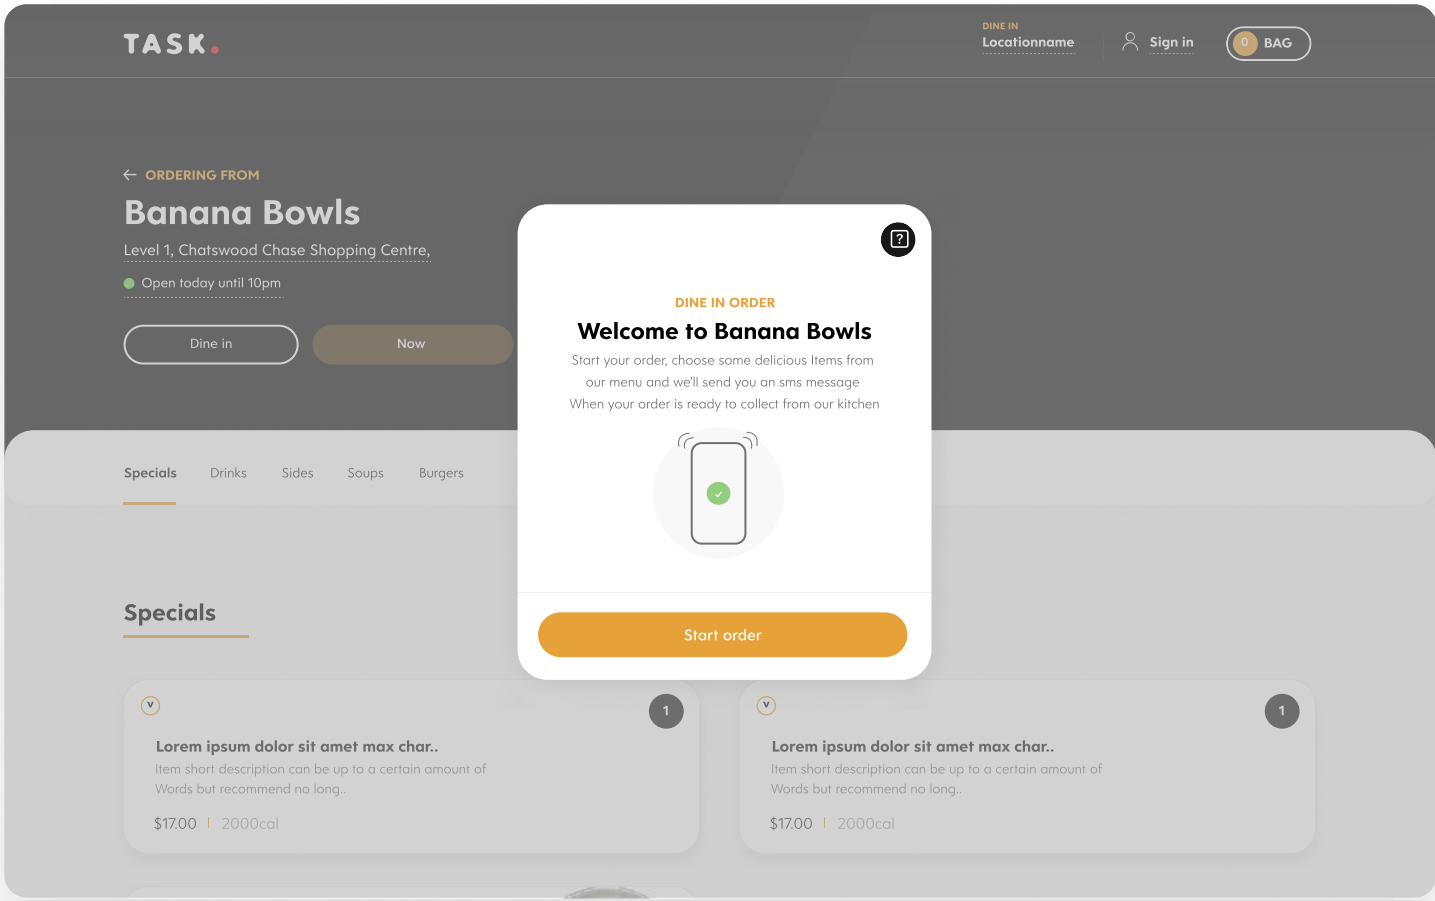 TASK.
DINE IN
Locationname
Sign in
0 BAG
ORDERING FROM
Banana Bowls
Level 1, Chatswood Chase Shopping Centre,
Open today until 10pm
Dine in
Now
?
DINE IN ORDER
Welcome to Banana Bowls
Start your order, choose some delicious Items from
our menu and we'll send you an sms message
When your order is ready to collect from our kitchen
Start order
Specials Drinks Sides Soups Burgers
Specials
V
1
Lorem ipsum dolor sit amet max char..
Item short description can be up to a certain amount of
Words but recommend no long..
$17.00 2000cal
V
1
Lorem ipsum dolor sit amet max char..
Item short description can be up to a certain amount of
Words but recommend no long..
$17.00 2000cal